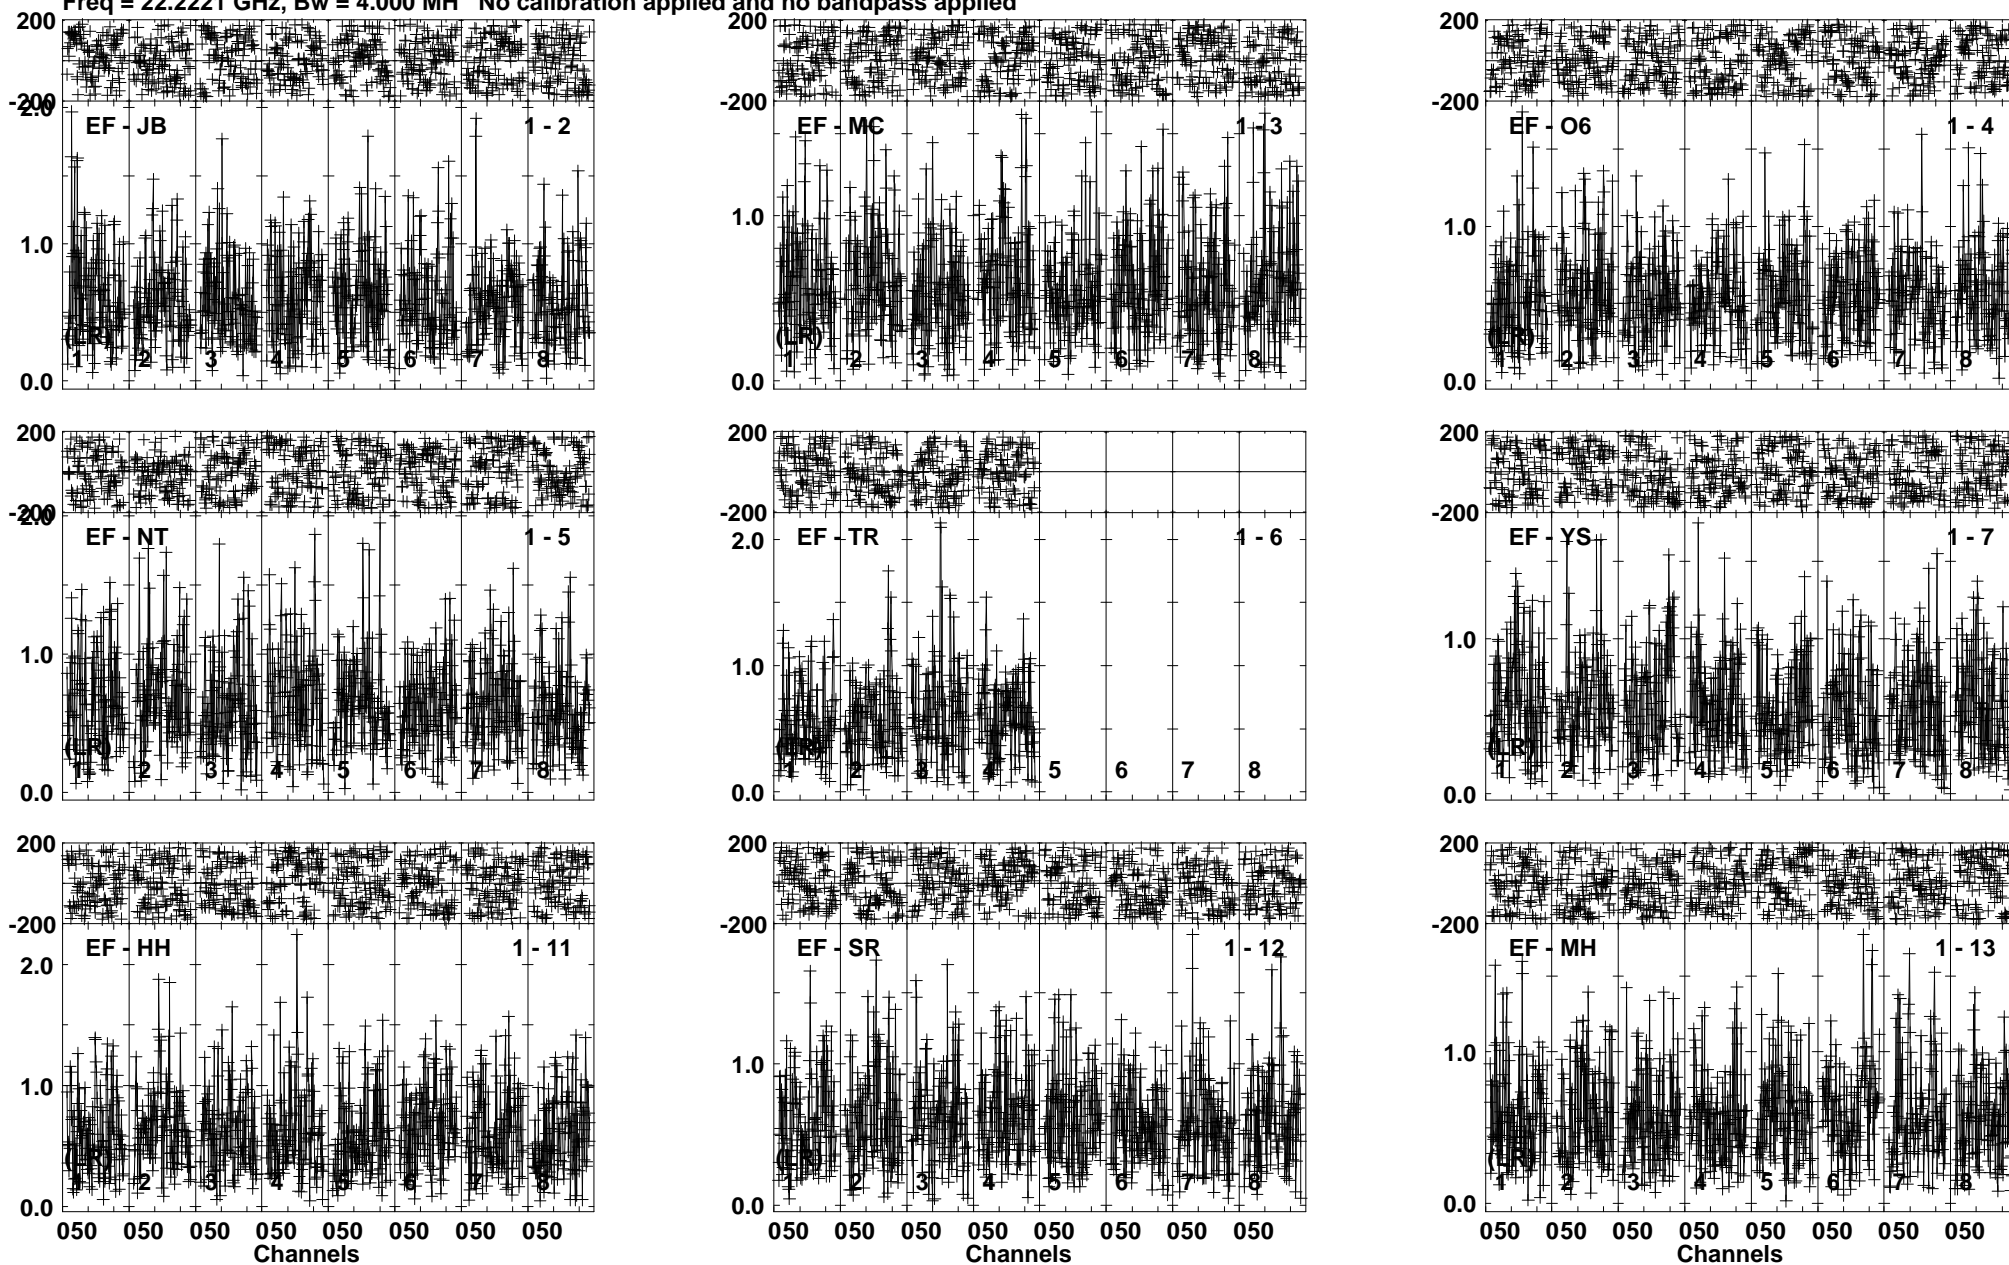 Freq = 22.2221 GHz, Bw = 4.000 MH No calibration applied and no bandpass applied
200 200 200
-200 -200 -200
2.0
EF - JB 1 - 2 EF - MC 1 - 3 EF - O6 1 - 4
1.0 1.0 1.0
(LR) (LR) (LR)
1 2 3 4 5 6 7 8 1 2 3 4 5 6 7 8 1 2 3 4 5 6 7 8
0.0 0.0 0.0
200 200 200
-200 -200 -200
2.0 2.0
EF - NT 1 - 5 EF - TR 1 - 6 EF - YS 1 - 7
1.0 1.0 1.0
(LR) (LR) (LR)
1 2 3 4 5 6 7 8 1 2 3 4 5 6 7 8 1 2 3 4 5 6 7 8
0.0 0.0 0.0
200 200 200
-200 -200 -200
EF - HH 1 - 11 EF - SR 1 - 12 EF - MH 1 - 13
2.0
1.0 1.0 1.0
(LR) (LR) (LR)
1 2 3 4 5 6 7 8 1 2 3 4 5 6 7 8 1 2 3 4 5 6 7 8
0.0 0.0 0.0
050 050 050 050 050 050 050 050 050 050 050 050 050 050 050 050 050 050 050 050 050 050 050 050
Channels Channels Channels